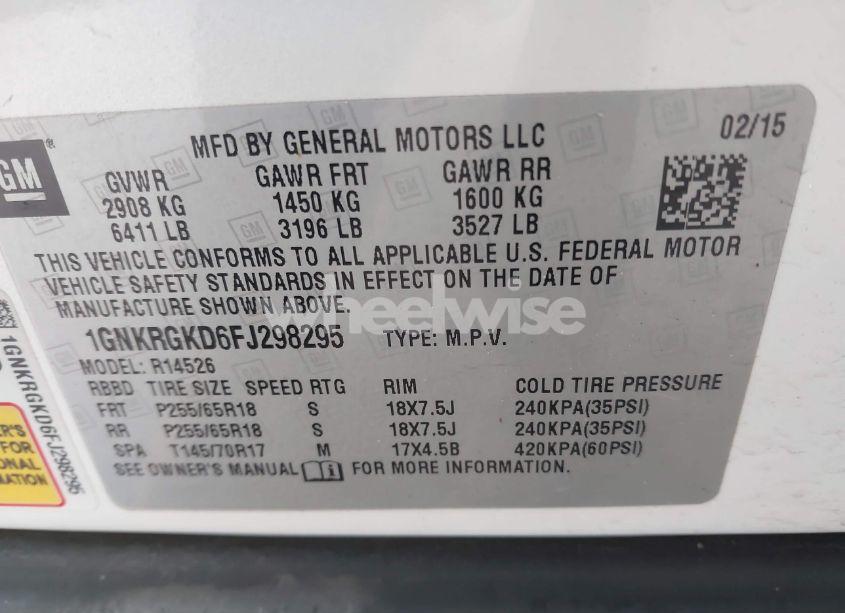 GM
MFD BY GENERAL MOTORS LLC
02/15
GVWR GAWR FRT GAWR RR
2908 KG 1450 KG 1600 KG
6411 LB 3196 LB 3527 LB
THIS VEHICLE CONFORMS TO ALL APPLICABLE U.S. FEDERAL MOTOR
VEHICLE SAFETY STANDARDS IN EFFECT ON THE DATE OF
MANUFACTURE SHOWN ABOVE.
wheelwise
1GNKRGKD6FJ298295 TYPE: M.P.V.
MODEL: R14526
RBBD TIRE SIZE SPEED RTG RIM COLD TIRE PRESSURE
FRT P255/65R18 S 18X7.5J 240KPA(35PSI)
RR P255/65R18 S 18X7.5J 240KPA(35PSI)
SPA T145/70R17 M 17X4.5B 420KPA(60PSI)
SEE OWNER'S MANUAL FOR MORE INFORMATION.
1GNKRGKD6FJ298295
FOR